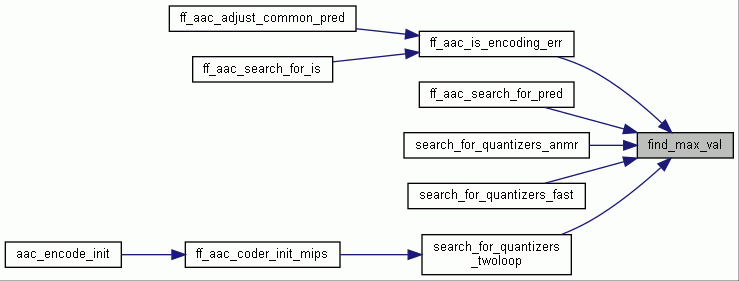 ff_aac_adjust_common_pred
ff_aac_is_encoding_err
ff_aac_search_for_is
ff_aac_search_for_pred
search_for_quantizers_anmr
find_max_val
search_for_quantizers_fast
aac_encode_init
ff_aac_coder_init_mips
search_for_quantizers
_twoloop